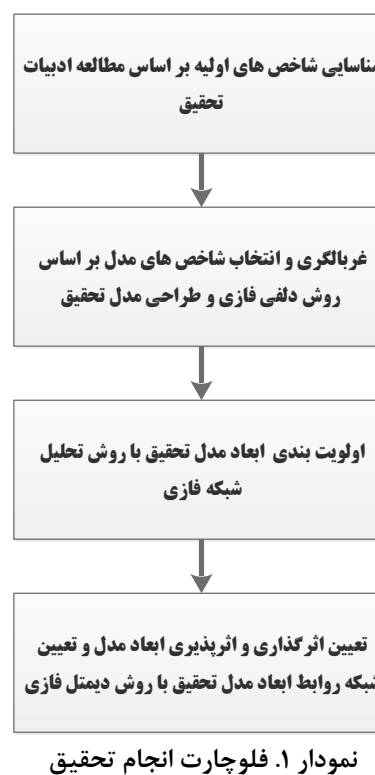 شناسایی شاخص های اولیه بر اساس مطالعه ادبیات
تحقیق
غربالگری و انتخاب شاخص های مدل بر اساس
روش دلفی فازی و طراحی مدل تحقیق
اولویت بندی ابعاد مدل تحقیق با روش تحلیل
شبکه فازی
تعیین اثرگذاری و اثرپذیری ابعاد مدل و تعیین
شبکه روابط ابعاد مدل تحقیق با روش دیمتل فازی
نمودار ۱. فلوچارت انجام تحقیق